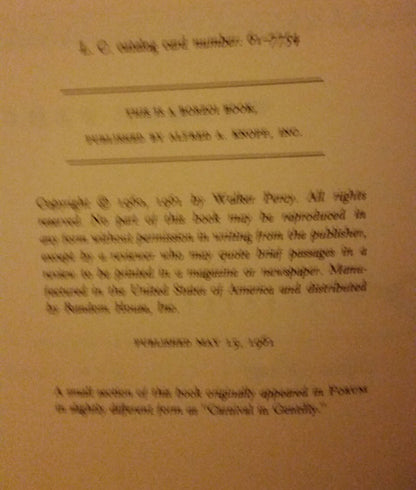 L. C. catalog card number: 61-7754
THIS IS A BORZOI BOOK,
PUBLISHED BY ALFRED A. KNOPF, INC.
Copyright © 1960, 1961 by Walker Percy. All rights
reserved. No part of this book may be reproduced in
any form without permission in writing from the publisher,
except by a reviewer who may quote brief passages in a
review to be printed in a magazine or newspaper. Manu-
factured in the United States of America and distributed
by Random House, Inc.
PUBLISHED MAY 15, 1961
A small section of this book originally appeared in FORUM
in slightly different form as "Carnival in Gentilly."